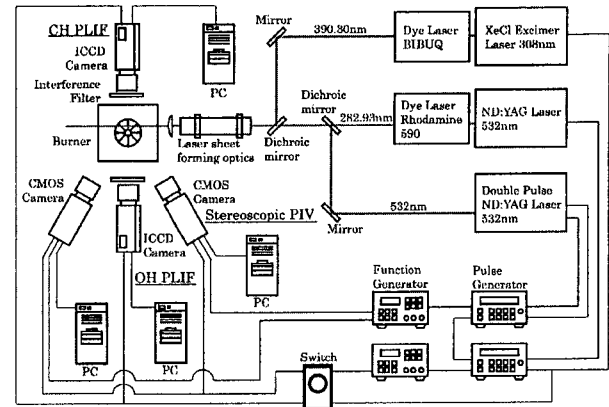 CH PLIF
ICCD
Camera
Interference
Filter
PC
Mirror
390.30nm
Dye Laser
BIBUQ
XeCl Excimer
Laser 308nm
Dichroic
mirror
282.93nm
Dye Laser
Rhodamine
590
ND:YAG Laser
532nm
Burner
Laser sheet
forming optics
Dichroic
mirror
CMOS
Camera
CMOS
Camera
Stereoscopic PIV
532nm
Mirror
Double Pulse
ND:YAG Laser
532nm
ICCD
Camera
OH PLIF
PC
Function
Generator
Pulse
Generator
PC
PC
Switch